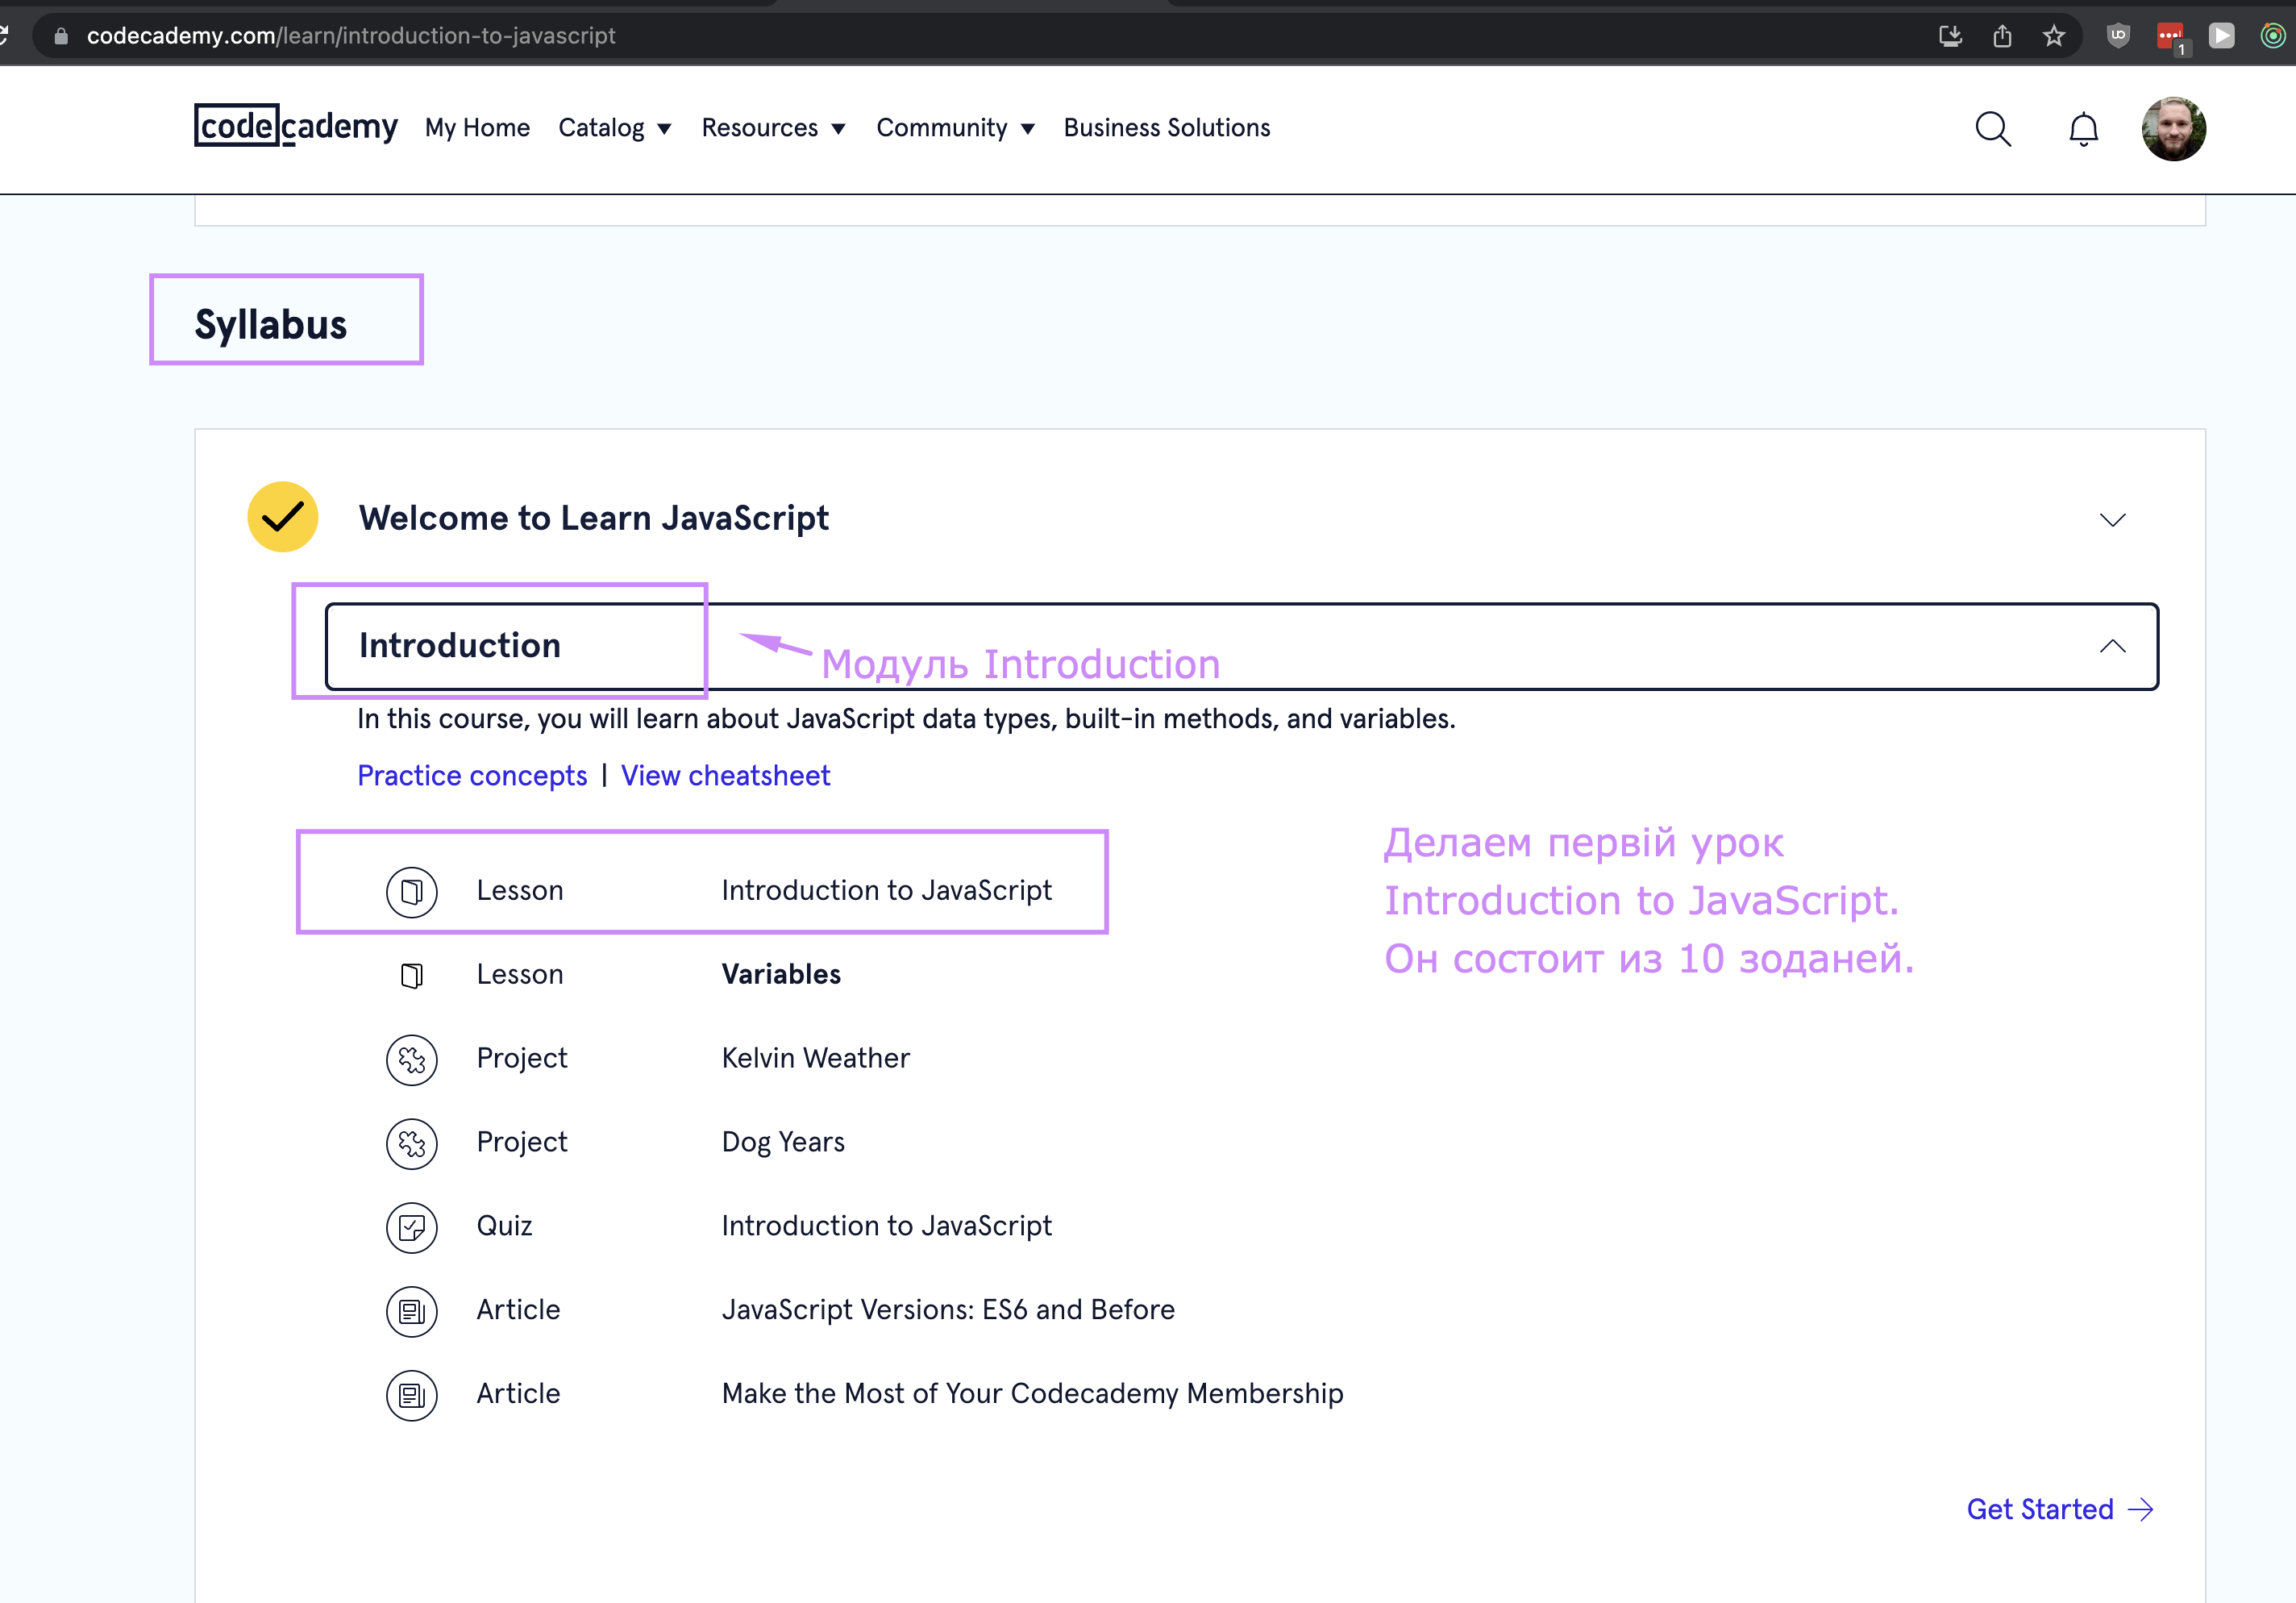 codecademy.com/learn/introduction-to-javascript
1
codecademy My Home Catalog Resources Community Business Solutions
Syllabus
Welcome to Learn JavaScript
Introduction
Модуль Introduction
In this course, you will learn about JavaScript data types, built-in methods, and variables.
Practice concepts | View cheatsheet
Делаем первій урок
Introduction to JavaScript.
Он состоит из 10 зоданей.
Lesson Introduction to JavaScript
Lesson Variables
Project Kelvin Weather
Project Dog Years
Quiz Introduction to JavaScript
Article JavaScript Versions: ES6 and Before
Article Make the Most of Your Codecademy Membership
Get Started